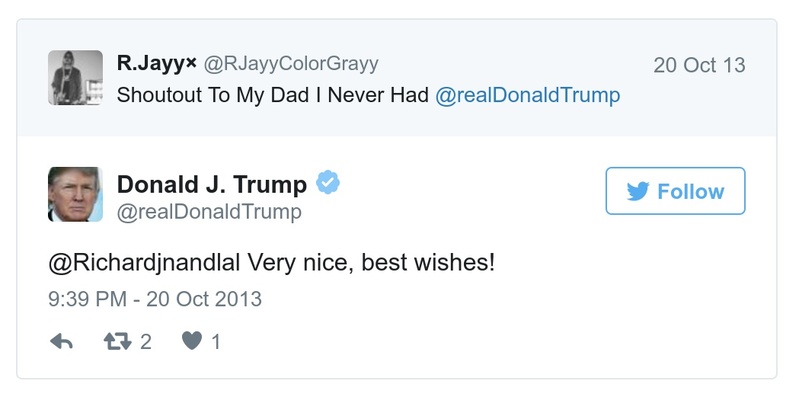 R.Jayy× @RJayyColorGrayy 20 Oct 13
Shoutout To My Dad I Never Had @realDonaldTrump
Donald J. Trump
@realDonaldTrump
Follow
@Richardjnandlal Very nice, best wishes!
9:39 PM - 20 Oct 2013
2 1